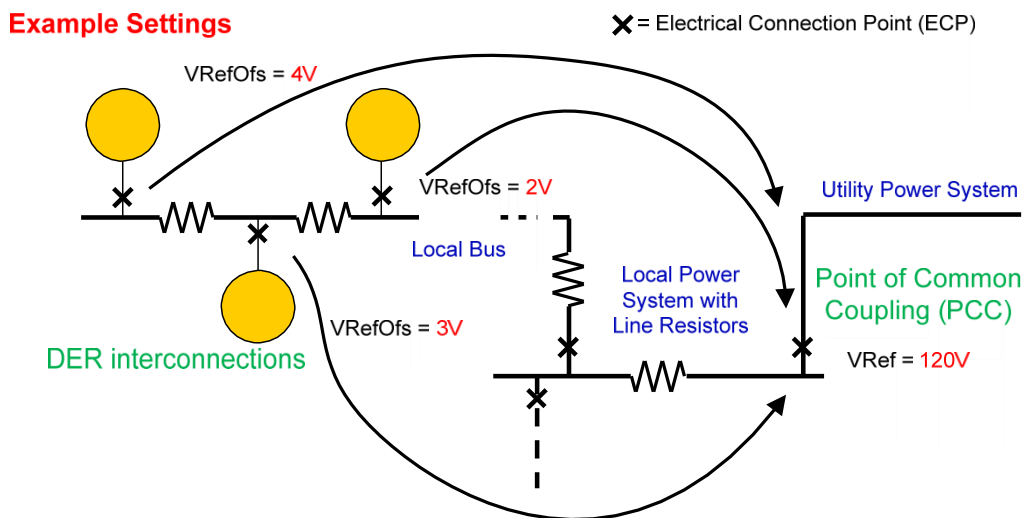 Example Settings
× = Electrical Connection Point (ECP)
VRefOfs = 4V
VRefOfs = 2V
Utility Power System
Local Bus
Local Power
System with
Line Resistors
Point of Common
Coupling (PCC)
VRefOfs = 3V
DER interconnections
VRef = 120V